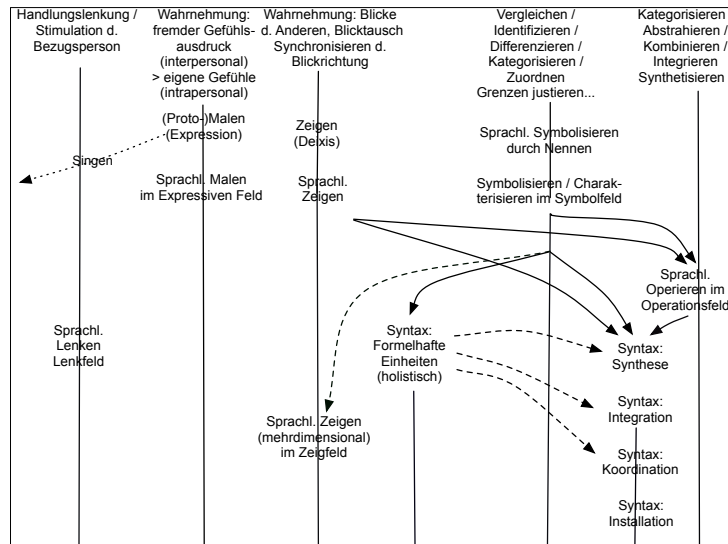 Handlungslenkung /
Stimulation d.
Bezugsperson
Wahrnehmung:
fremder Gefühls-
ausdruck
(interpersonal)
> eigene Gefühle
(intrapersonal)
Wahrnehmung: Blicke
d. Anderen, Blicktausch
Synchronisieren d.
Blickrichtung
Vergleichen /
Identifizieren /
Differenzieren /
Kategorisieren /
Zuordnen
Grenzen justieren...
Kategorisieren /
Abstrahieren /
Kombinieren /
Integrieren
Synthetisieren
(Proto-)Malen
(Expression)
Zeigen
(Deixis)
Sprachl. Symbolisieren
durch Nennen
Singen
Sprachl. Malen
im Expressiven Feld
Sprachl.
Zeigen
Symbolisieren / Charak-
terisieren im Symbolfeld
Sprachl.
Operieren im
Operationsfeld
Sprachl.
Lenken
Lenkfeld
Syntax:
Formelhafte
Einheiten
(holistisch)
Syntax:
Synthese
Sprachl. Zeigen
(mehrdimensional)
im Zeigfeld
Syntax:
Integration
Syntax:
Koordination
Syntax:
Installation